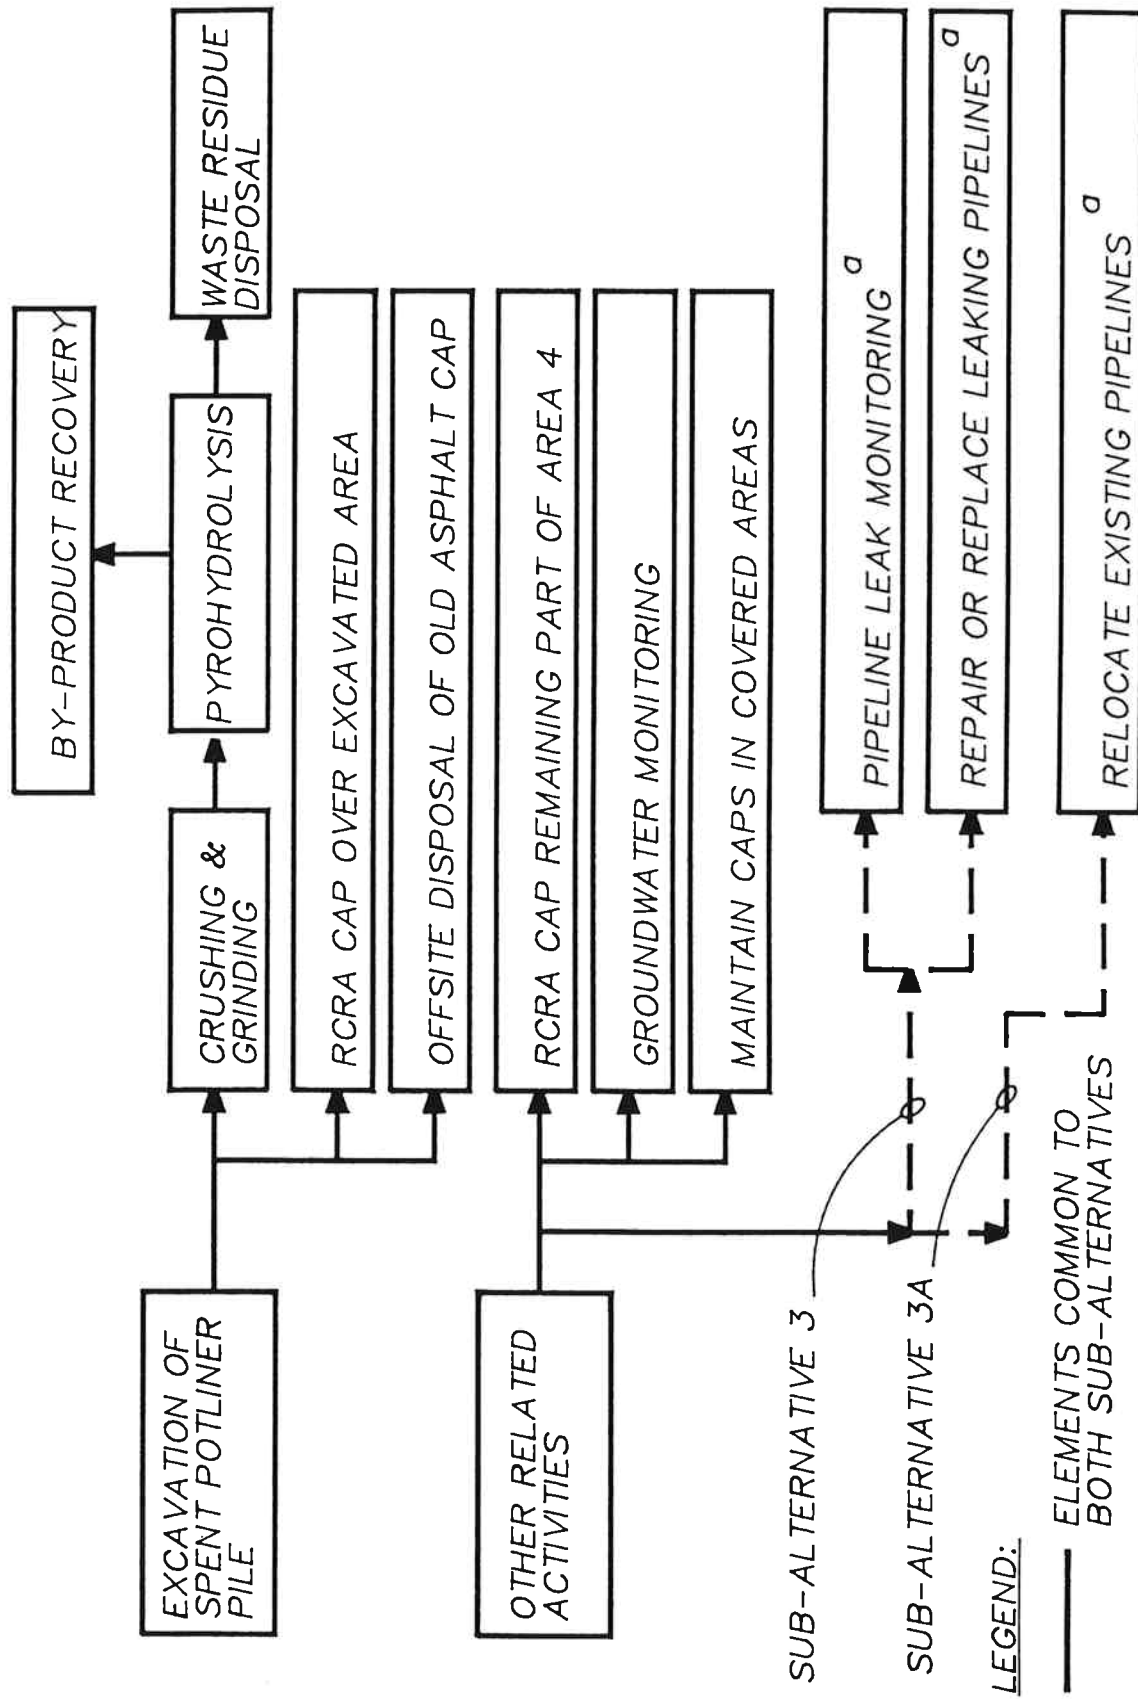 BY-PRODUCT RECOVERY
EXCAVATION OF
SPENT POTLINER
PILE
CRUSHING &
GRINDING
PYROHYDROLYSIS
WASTE RESIDUE
DISPOSAL
RCRA CAP OVER EXCAVATED AREA
OFFSITE DISPOSAL OF OLD ASPHALT CAP
OTHER RELATED
ACTIVITIES
RCRA CAP REMAINING PART OF AREA 4
GROUNDWATER MONITORING
MAINTAIN CAPS IN COVERED AREAS
SUB-ALTERNATIVE 3
PIPELINE LEAK MONITORING a
SUB-ALTERNATIVE 3A
REPAIR OR REPLACE LEAKING PIPELINES a
RELOCATE EXISTING PIPELINES a
LEGEND:
ELEMENTS COMMON TO
BOTH SUB-ALTERNATIVES